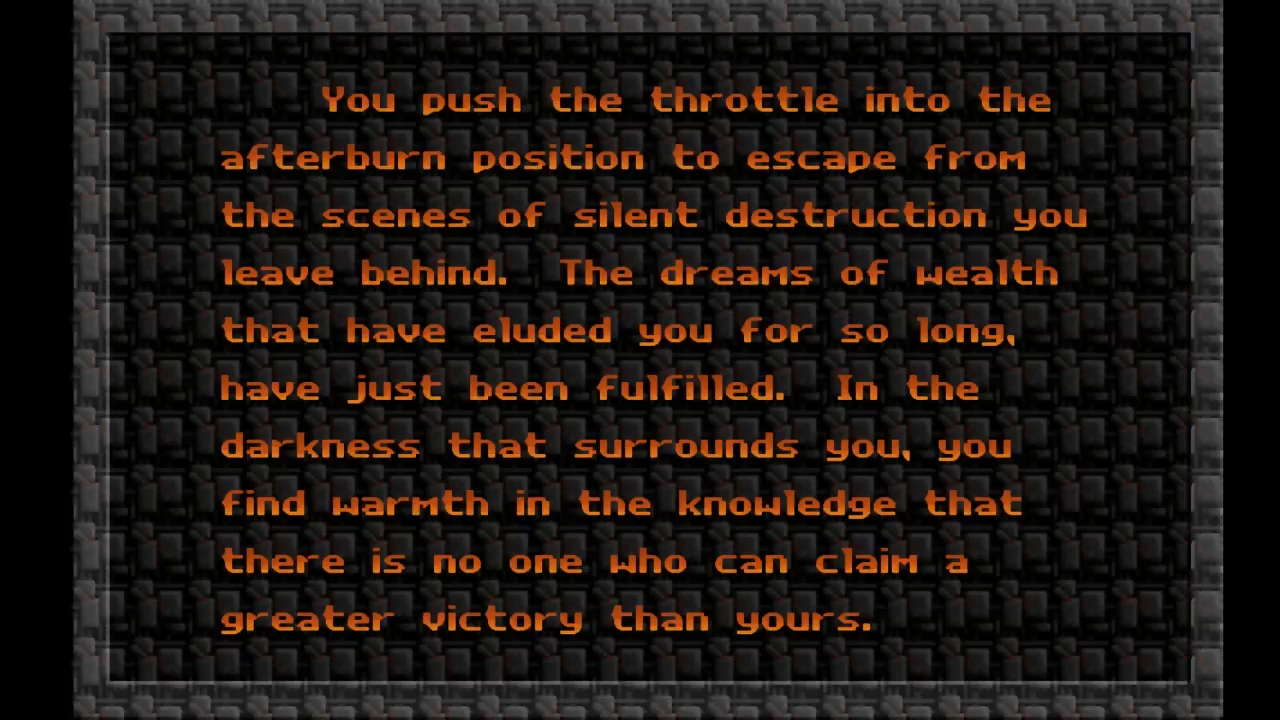 You push the throttle into the
afterburn position to escape from
the scenes of silent destruction you
leave behind. The dreams of wealth
that have eluded you for so long,
have just been fulfilled. In the
darkness that surrounds you, you
find warmth in the knowledge that
there is no one who can claim a
greater victory than yours.